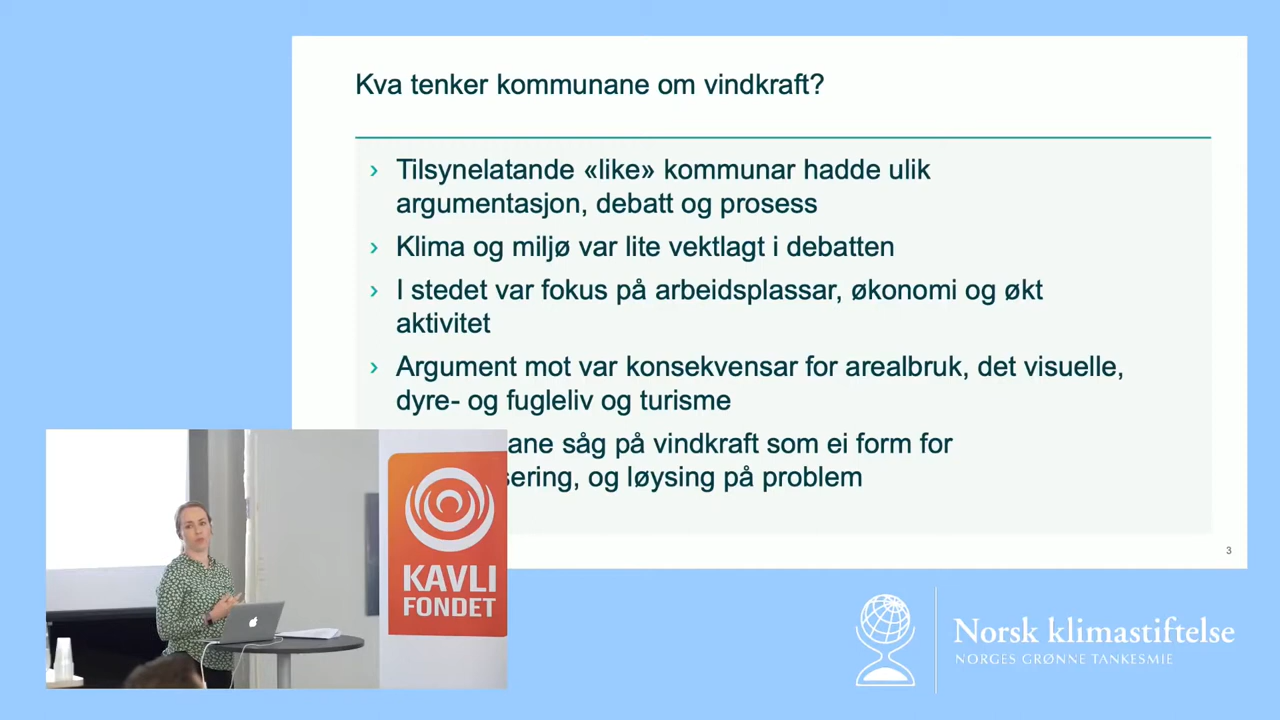 Kva tenker kommunane om vindkraft?
› Tilsynelatande «like» kommunar hadde ulik
argumentasjon, debatt og prosess
› Klima og miljø var lite vektlagt i debatten
› I stedet var fokus på arbeidsplassar, økonomi og økt
aktivitet
› Argument mot var konsekvensar for arealbruk, det visuelle,
dyre- og fugleliv og turisme
såg på vindkraft som ei form for
og løysing på problem
3
KAVLI
FONDET
Norsk klimastiftelse
NORGES GRØNNE TANKESMIE